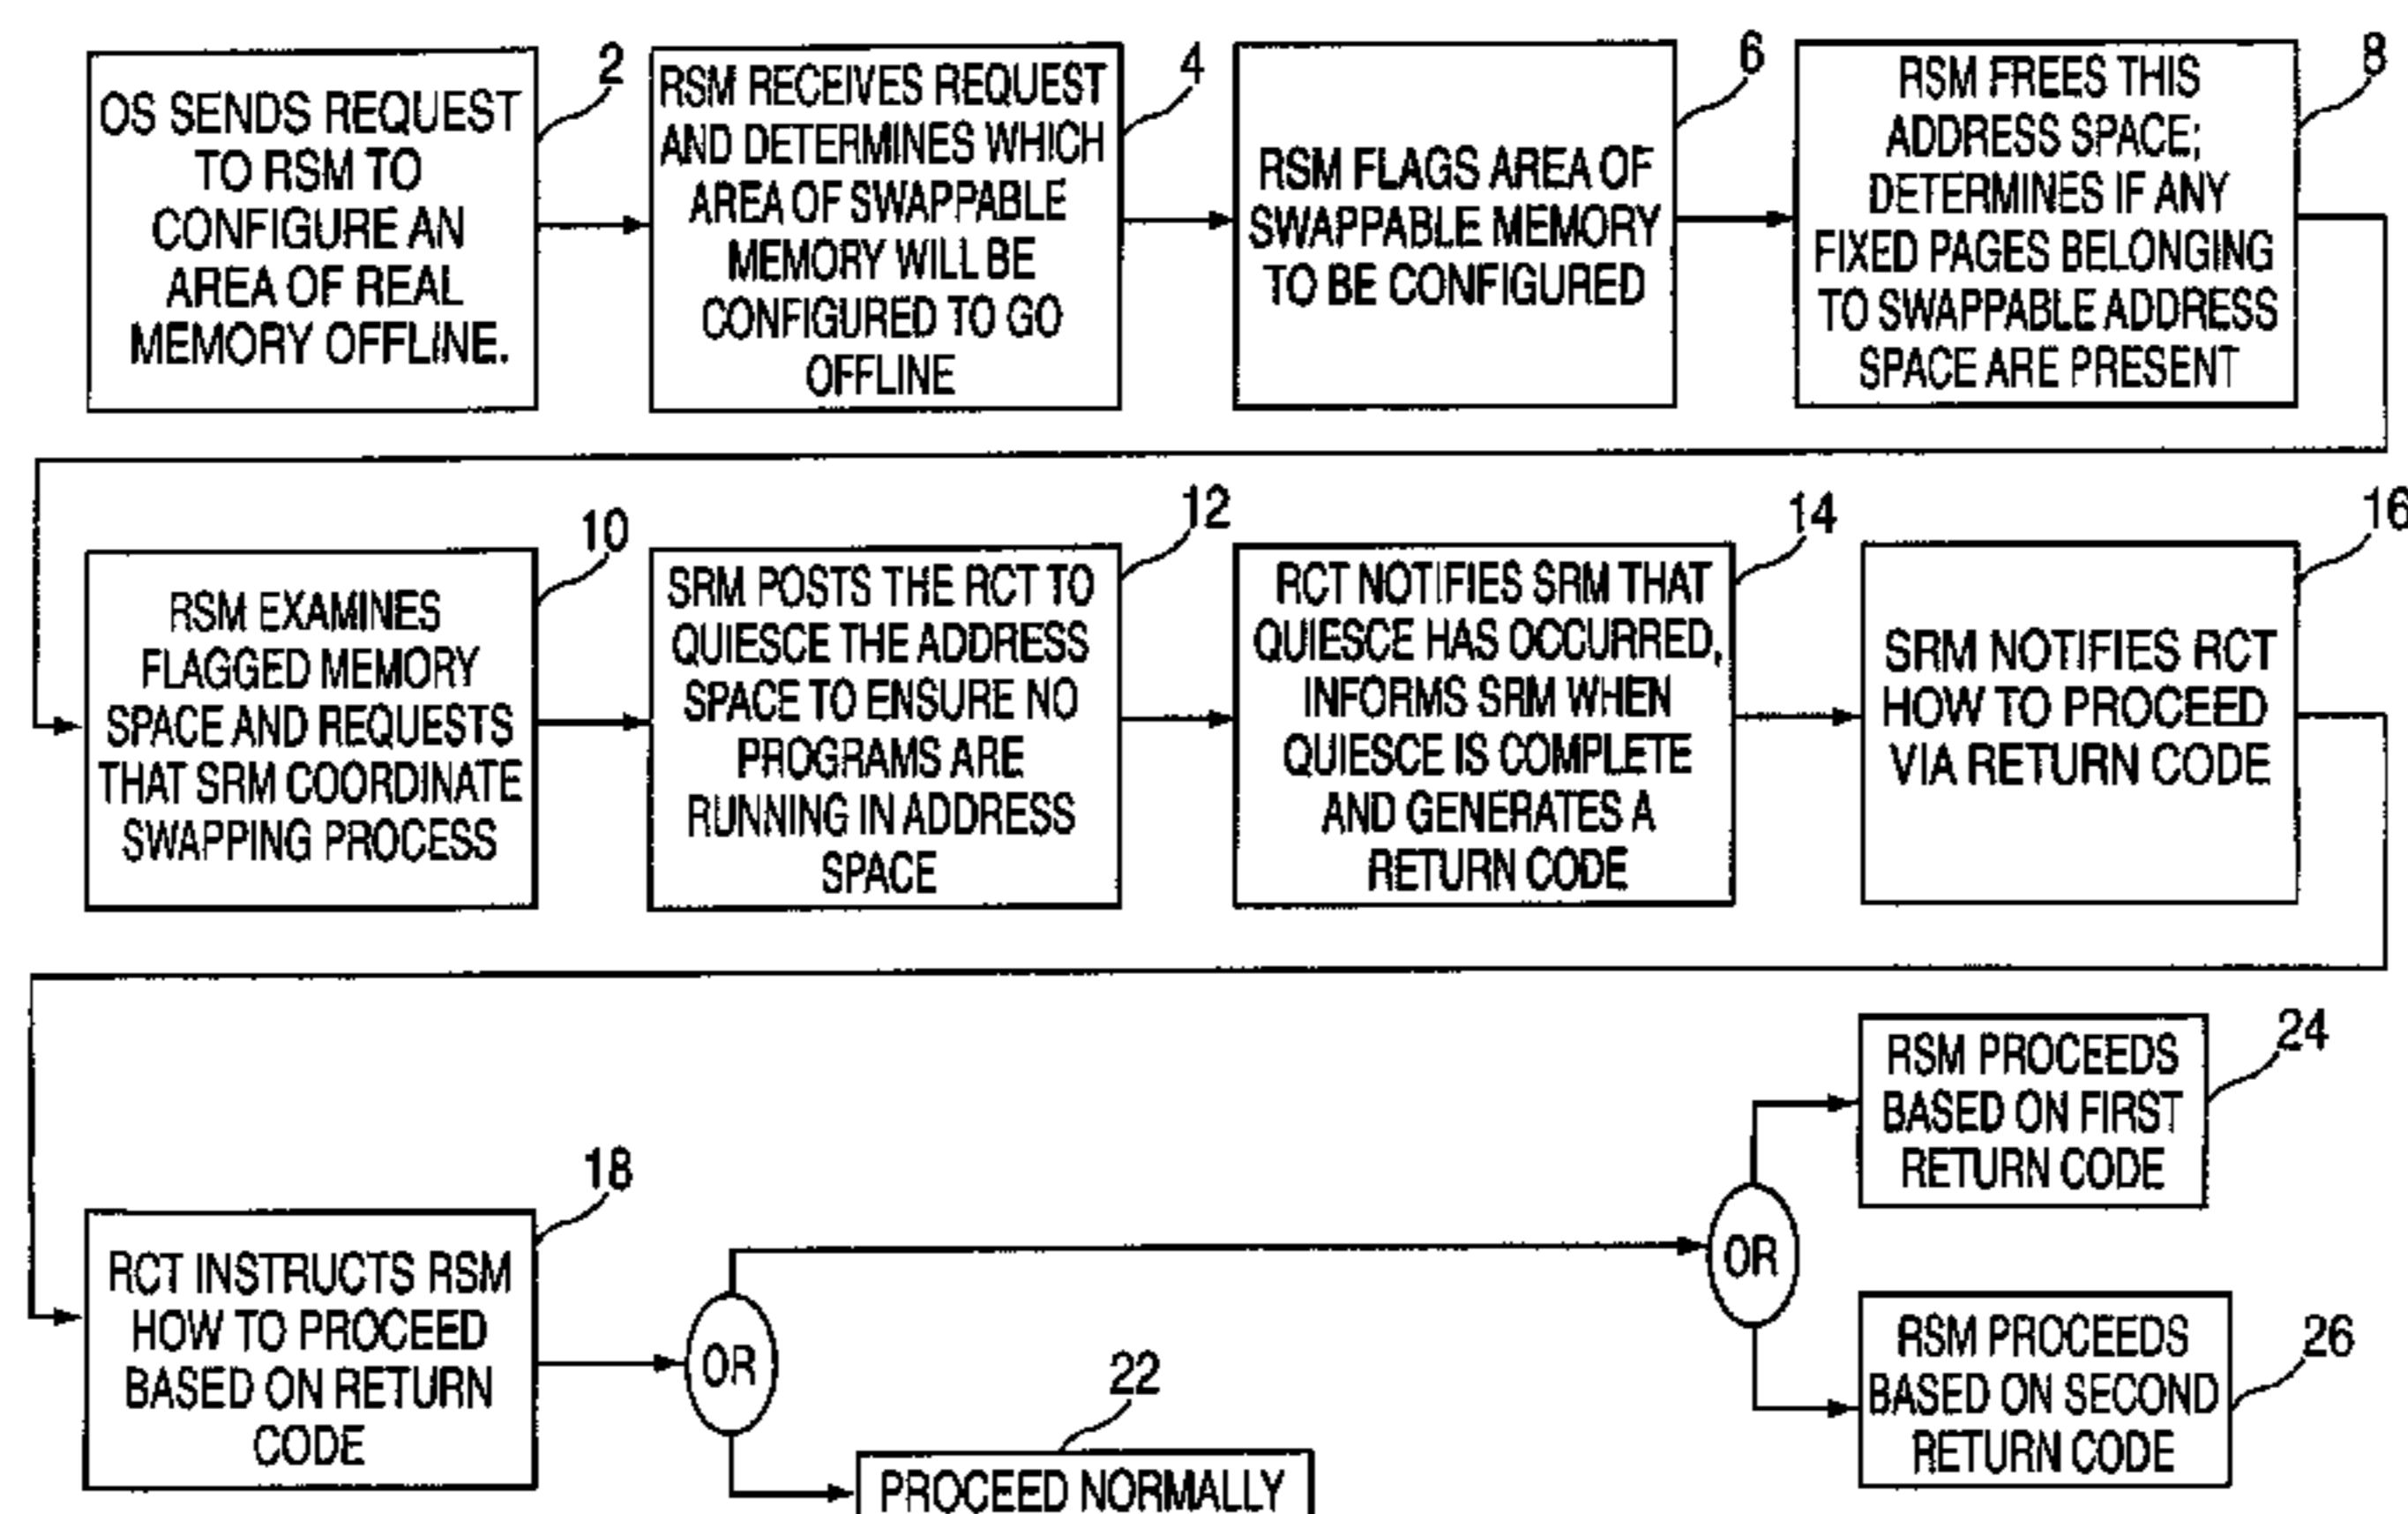 2
OS SENDS REQUEST
TO RSM TO
CONFIGURE AN
AREA OF REAL
MEMORY OFFLINE.
4
RSM RECEIVES REQUEST
AND DETERMINES WHICH
AREA OF SWAPPABLE
MEMORY WILL BE
CONFIGURED TO GO
OFFLINE
6
RSM FLAGS AREA OF
SWAPPABLE MEMORY
TO BE CONFIGURED
8
RSM FREES THIS
ADDRESS SPACE;
DETERMINES IF ANY
FIXED PAGES BELONGING
TO SWAPPABLE ADDRESS
SPACE ARE PRESENT
10
RSM EXAMINES
FLAGGED MEMORY
SPACE AND REQUESTS
THAT SRM COORDINATE
SWAPPING PROCESS
12
SRM POSTS THE RCT TO
QUIESCE THE ADDRESS
SPACE TO ENSURE NO
PROGRAMS ARE
RUNNING IN ADDRESS
SPACE
14
RCT NOTIFIES SRM THAT
QUIESCE HAS OCCURRED,
INFORMS SRM WHEN
QUIESCE IS COMPLETE
AND GENERATES A
RETURN CODE
16
SRM NOTIFIES RCT
HOW TO PROCEED
VIA RETURN CODE
18
RCT INSTRUCTS RSM
HOW TO PROCEED
BASED ON RETURN
CODE
OR
22
PROCEED NORMALLY
OR
24
RSM PROCEEDS
BASED ON FIRST
RETURN CODE
26
RSM PROCEEDS
BASED ON SECOND
RETURN CODE